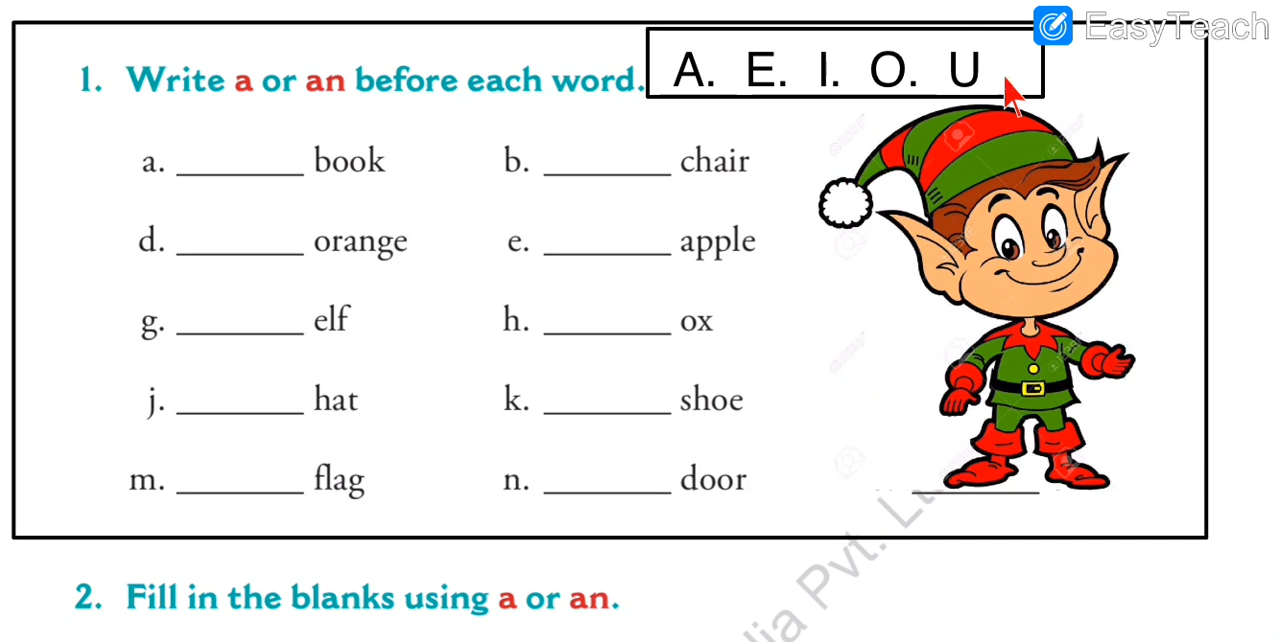 EasyTeach
1. Write a or an before each word. A. E. I. O. U
a. ________ book b. ________ chair
d. ________ orange e. ________ apple
g. ________ elf h. ________ ox
j. ________ hat k. ________ shoe
m. ________ flag n. ________ door
2. Fill in the blanks using a or an.
Pvt.